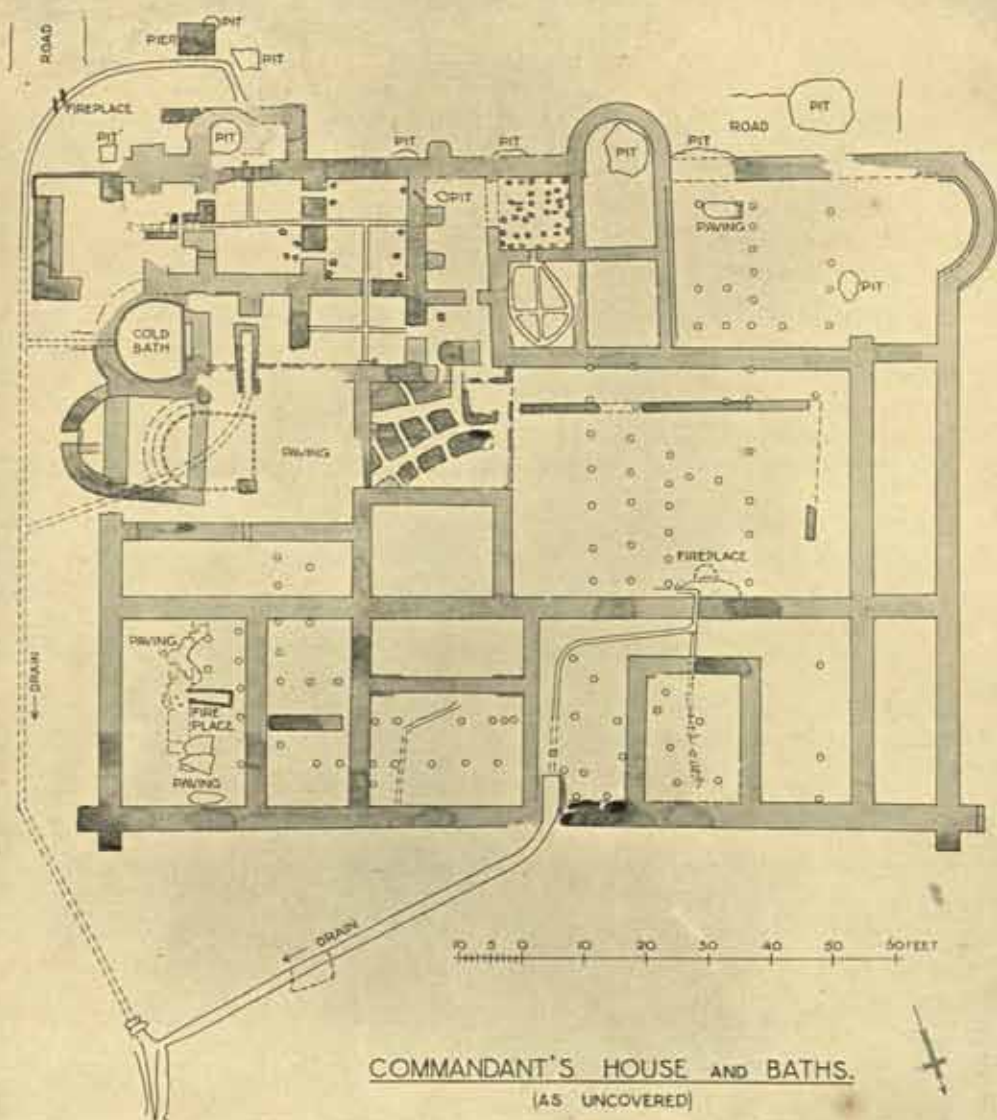 ROAD
PIER
PIT
PIT
FIREPLACE
PIT
PIT
PIT
PIT
PIT
PIT
PIT
ROAD
PIT
PAVING
PIT
COLD
BATH
PAVING
FIREPLACE
PAVING
FIRE
PLACE
PAVING
DRAIN
DRAIN
10 5 0 10 20 30 40 50 60 FEET
COMMANDANT'S HOUSE AND BATHS.
(AS UNCOVERED)